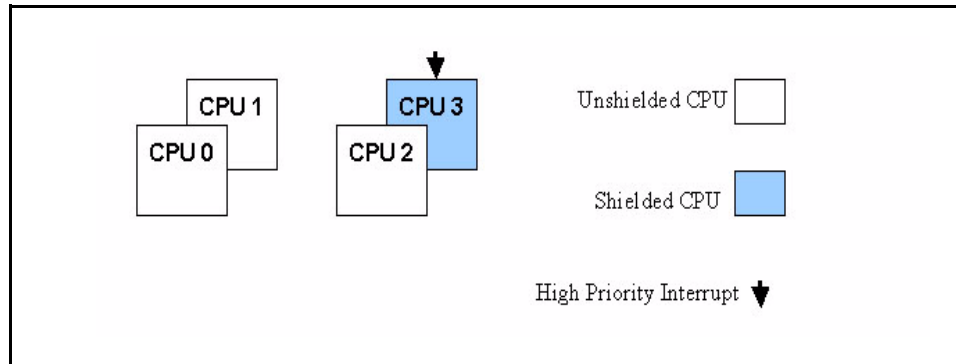 CPU 1
CPU 0
CPU 3
CPU 2
Unshielded CPU
Shielded CPU
High Priority Interrupt